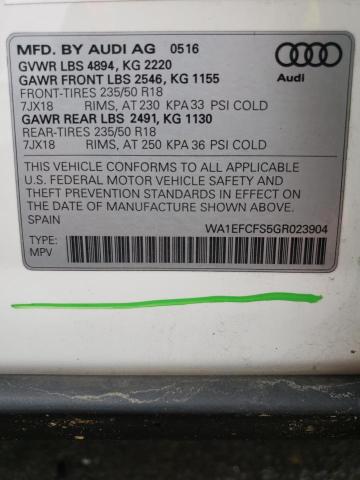 MFD. BY AUDI AG 0516
GVWR LBS 4894, KG 2220
GAWR FRONT LBS 2546, KG 1155
FRONT-TIRES 235/50 R18
7JX18 RIMS, AT 230 KPA 33 PSI COLD
GAWR REAR LBS 2491, KG 1130
REAR-TIRES 235/50 R18
7JX18 RIMS, AT 250 KPA 36 PSI COLD
Audi
THIS VEHICLE CONFORMS TO ALL APPLICABLE
U.S. FEDERAL MOTOR VEHICLE SAFETY AND
THEFT PREVENTION STANDARDS IN EFFECT ON
THE DATE OF MANUFACTURE SHOWN ABOVE.
SPAIN
WA1EFCFS5GR023904
TYPE:
MPV